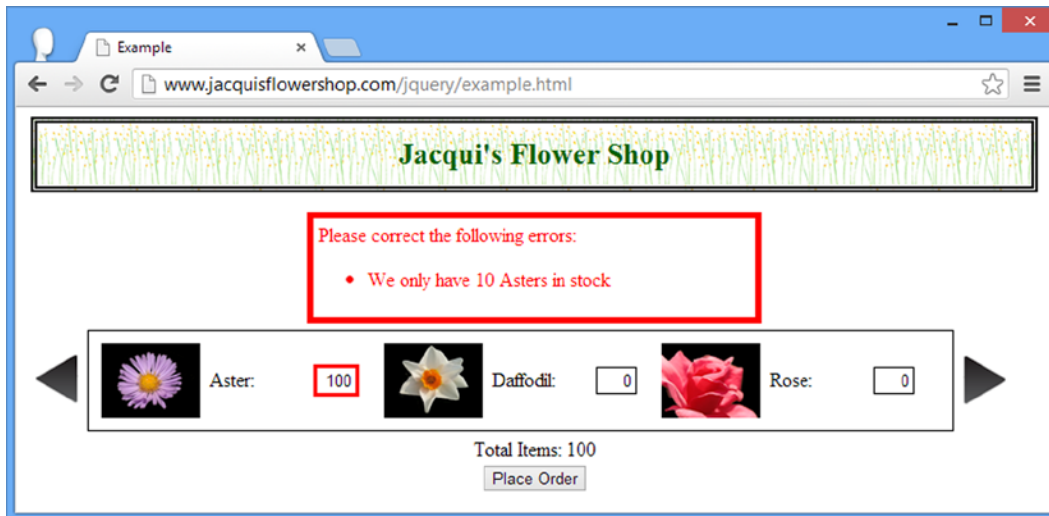 Example
www.jacquisflowershop.com/jquery/example.html
Jacqui's Flower Shop
Please correct the following errors:
We only have 10 Asters in stock
Aster: 100 Daffodil: 0 Rose: 0
Total Items: 100
Place Order